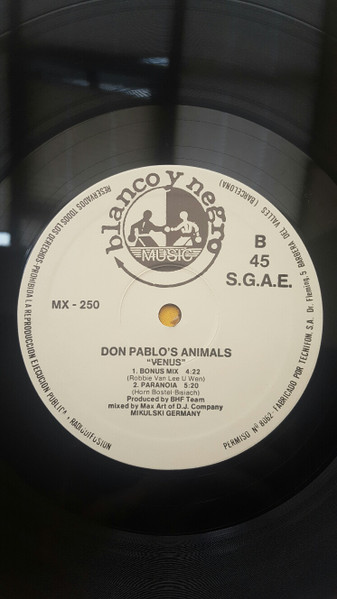 blanco y negro
MUSIC
B
45
S.G.A.E.
MX - 250
DON PABLO'S ANIMALS
"VENUS"
1. BONUS MIX 4:22
(Robbie Van Lee U Wen)
2. PARANOIA 5:20
(Horn Bostel Bisiach)
Produced by BHF Team
mixed by Max Art of D.J. Company
MIKULSKI GERMANY
RESERVADOS TODOS LOS DERECHOS-PROHIBIDA LA REPRODUCCION EJECUCION PUBLICA Y RADIODIFUSION
PERMISO Nº 8062-FABRICADO POR TECNIFON, S.A. Dr. Fleming, 5 BARBERA DEL VALLES (BARCELONA)